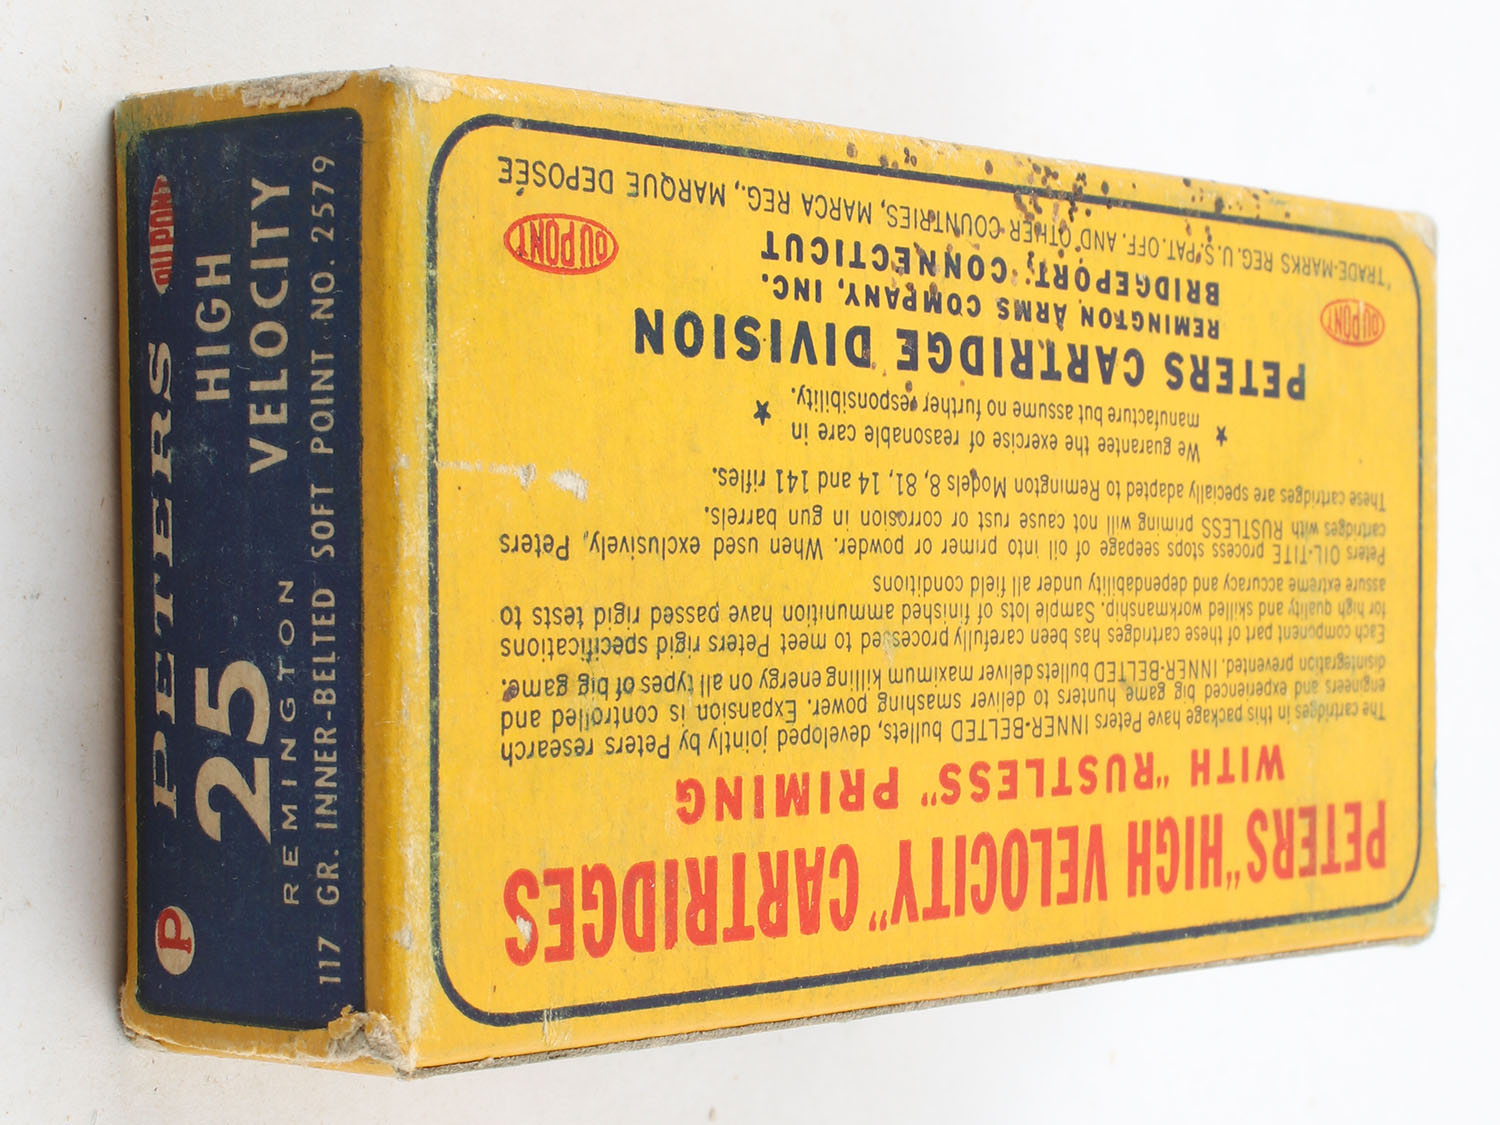 PETERS "HIGH VELOCITY" CARTRIDGES
WITH "RUSTLESS" PRIMING
The cartridges in this package have Peters INNER-BELTED bullets, developed jointly by Peters research
engineers and experienced big game hunters to deliver smashing power. Expansion is controlled and
disintegration prevented. INNER-BELTED bullets deliver maximum killing energy on all types of big game.
Each component part of these cartridges has been carefully processed to meet Peters rigid specifications
for high quality and skilled workmanship. Sample lots of finished ammunition have passed rigid tests to
assure extreme accuracy and dependability under all field conditions
Peters OIL-TITE process stops seepage of oil into primer or powder. When used exclusively, Peters
cartridges with RUSTLESS priming will not cause rust or corrosion in gun barrels.
These cartridges are specially adapted to Remington Models 8, 81, 14 and 141 rifles.
★ We guarantee the exercise of reasonable care in
manufacture but assume no further responsibility. ★
PETERS CARTRIDGE DIVISION
REMINGTON ARMS COMPANY, INC.
BRIDGEPORT, CONNECTICUT
DU PONT
DU PONT
"TRADE-MARKS REG. U.S. PAT. OFF. AND OTHER COUNTRIES, MARCA REG., MARQUE DEPOSÉE
P
PETERS
DU PONT
25
HIGH
REMINGTON
VELOCITY
117 GR. INNER-BELTED SOFT POINT NO. 2579